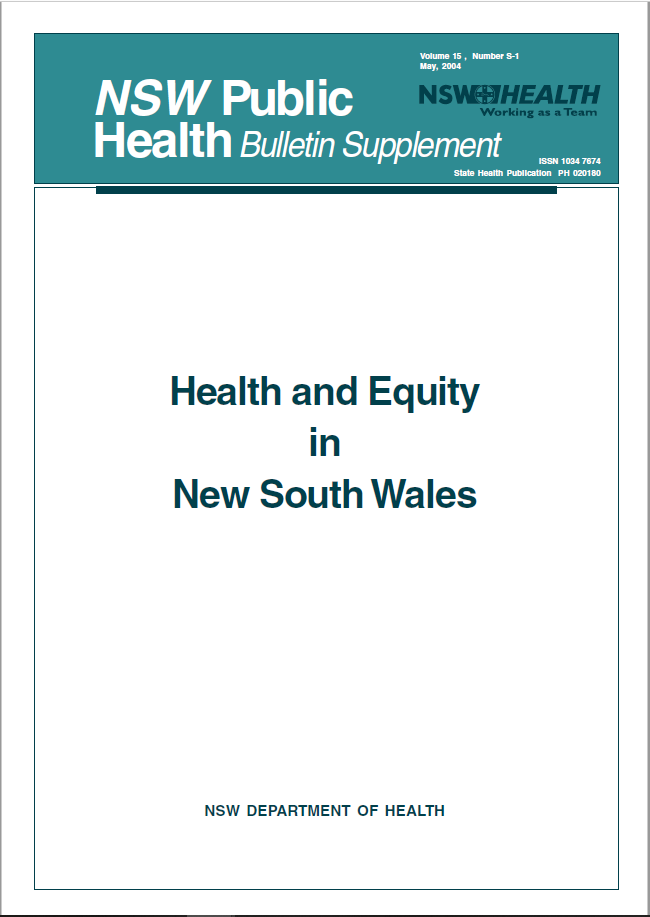 Volume 15 , Number S-1
May, 2004
NSW HEALTH
Working as a Team
NSW Public
Health Bulletin Supplement
ISSN 1034 7674
State Health Publication PH 020180
Health and Equity
in
New South Wales
NSW DEPARTMENT OF HEALTH